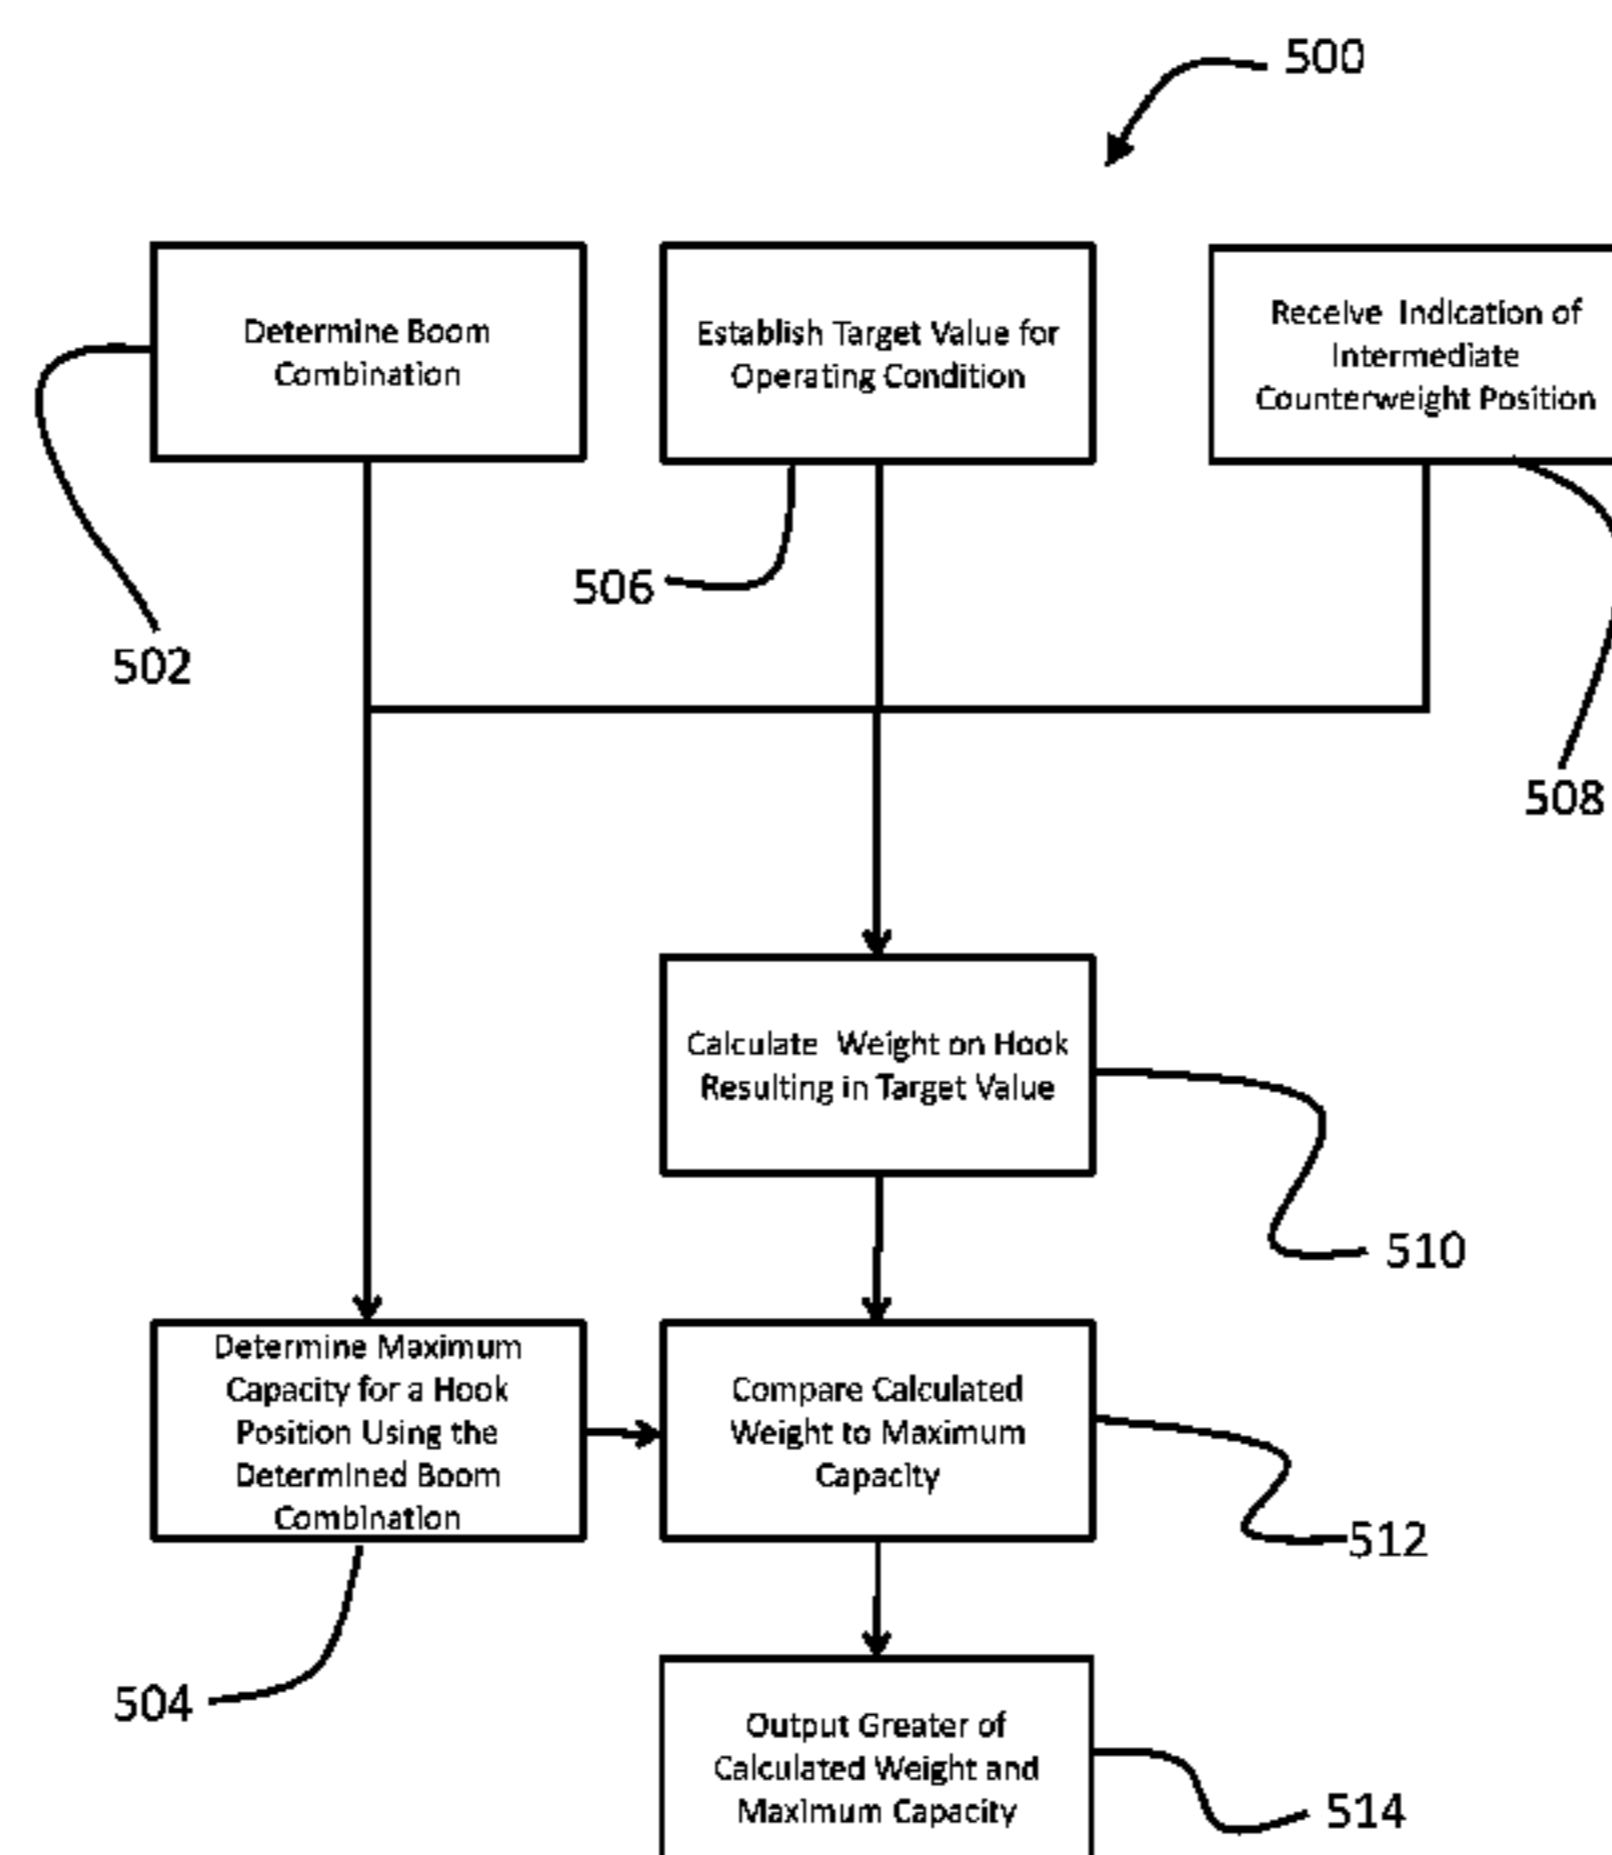 500
Determine Boom
Combination
Establish Target Value for
Operating Condition
Receive Indication of
Intermediate
Counterweight Position
506
502
508
Calculate Weight on Hook
Resulting in Target Value
510
Determine Maximum
Capacity for a Hook
Position Using the
Determined Boom
Combination
Compare Calculated
Weight to Maximum
Capacity
512
504
Output Greater of
Calculated Weight and
Maximum Capacity
514